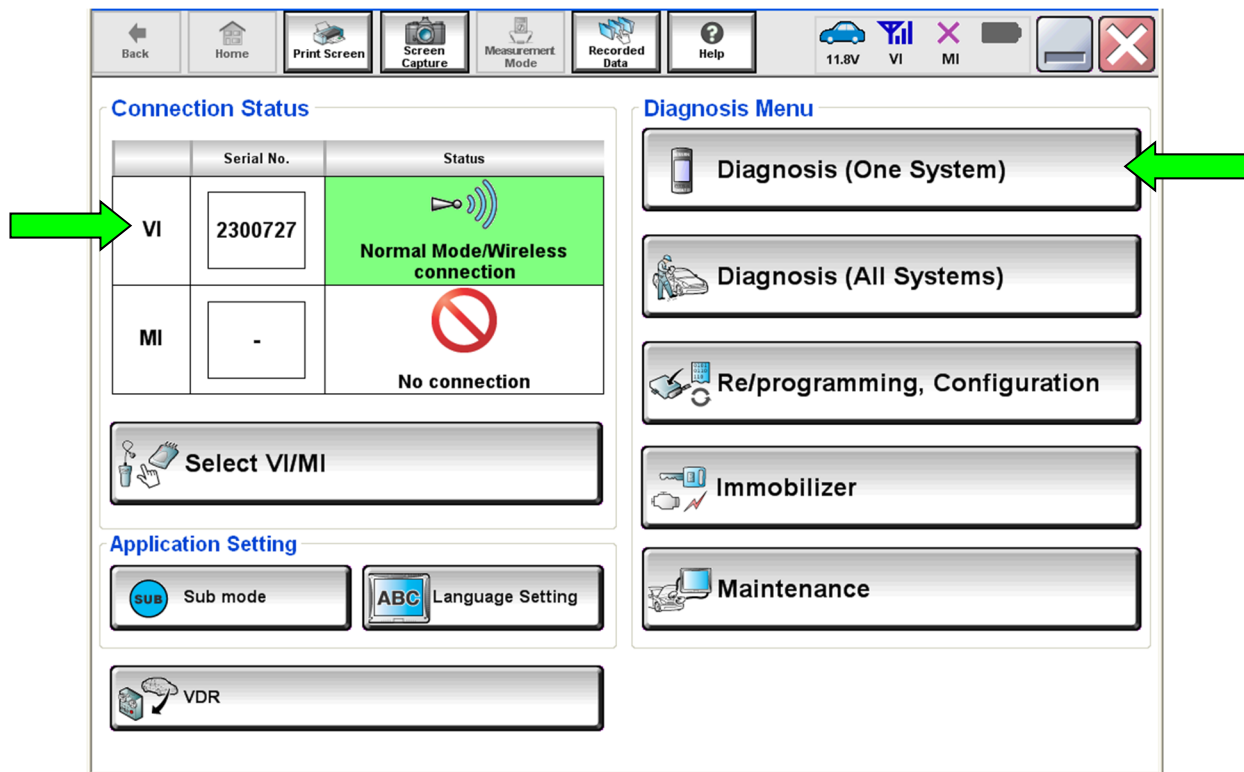 Back
Home
Print Screen
Screen
Capture
Measurement
Mode
Recorded
Data
?
Help
11.8V
VI
MI
Connection Status
Serial No.
Status
VI
2300727
Normal Mode/Wireless
connection
MI
-
No connection
Select VI/MI
Application Setting
SUB
Sub mode
ABC
Language Setting
VDR
Diagnosis Menu
Diagnosis (One System)
Diagnosis (All Systems)
Re/programming, Configuration
Immobilizer
Maintenance